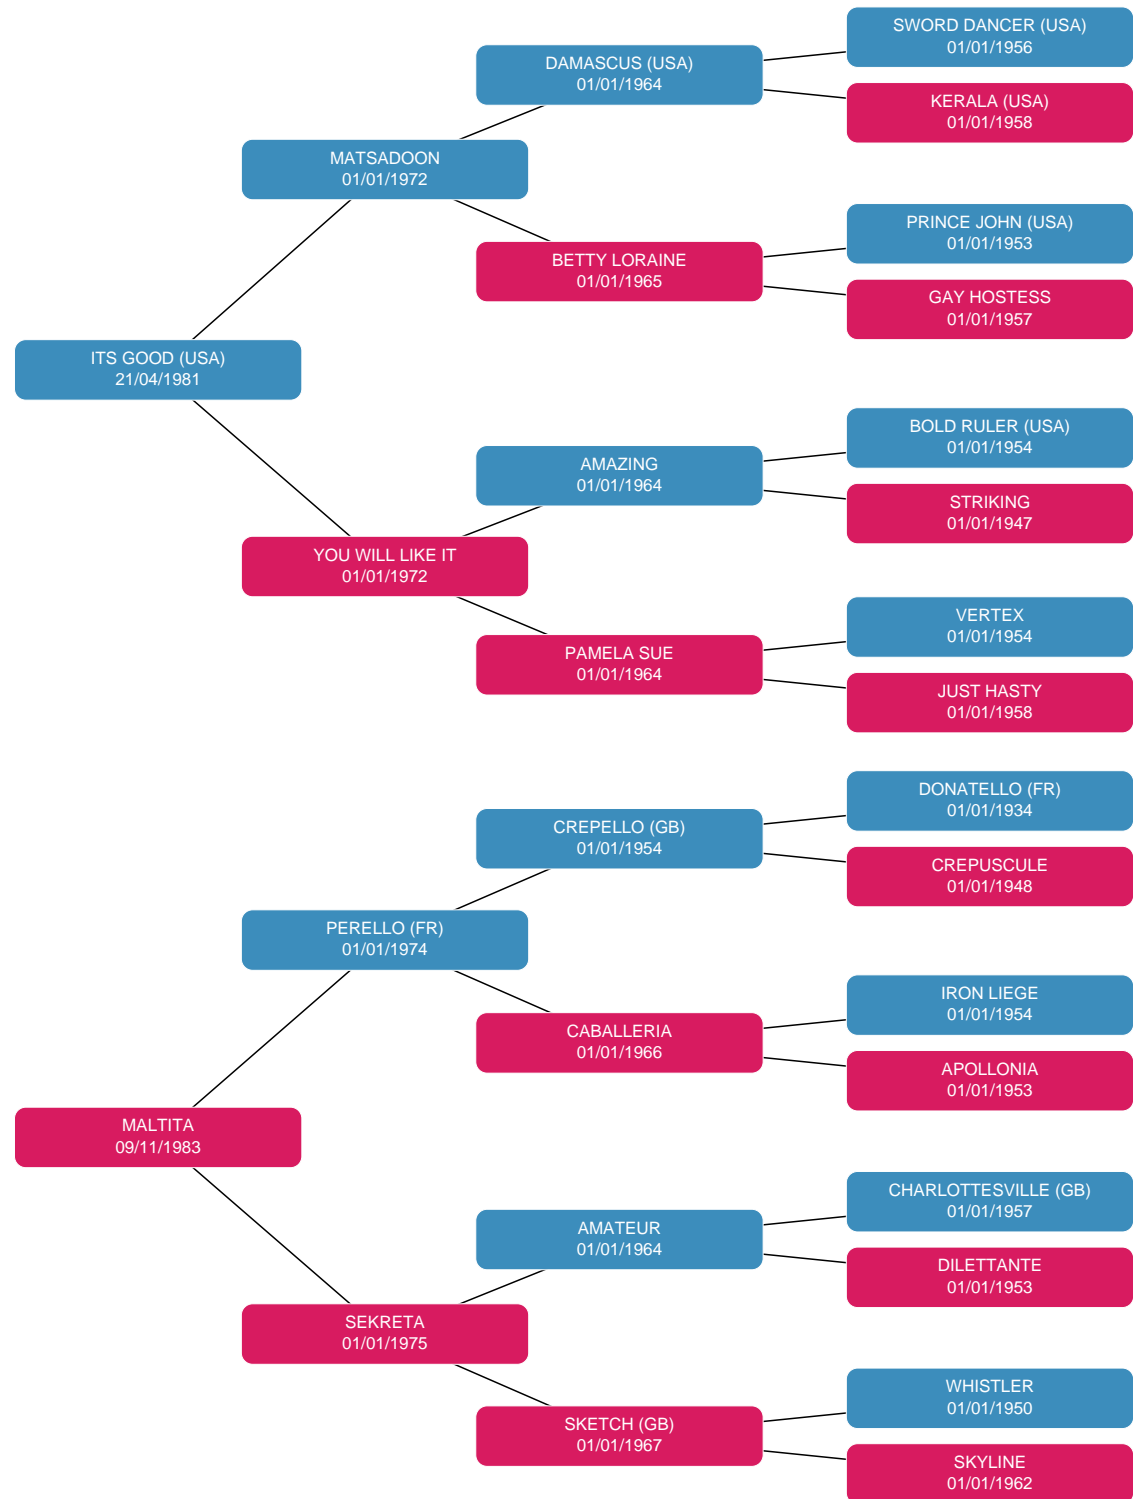 SWORD DANCER (USA)
01/01/1956
DAMASCUS (USA)
01/01/1964
KERALA (USA)
01/01/1958
MATSADOON
01/01/1972
PRINCE JOHN (USA)
01/01/1953
BETTY LORAINE
01/01/1965
GAY HOSTESS
01/01/1957
ITS GOOD (USA)
21/04/1981
BOLD RULER (USA)
01/01/1954
AMAZING
01/01/1964
STRIKING
01/01/1947
YOU WILL LIKE IT
01/01/1972
VERTEX
01/01/1954
PAMELA SUE
01/01/1964
JUST HASTY
01/01/1958
DONATELLO (FR)
01/01/1934
CREPELLO (GB)
01/01/1954
CREPUSCULE
01/01/1948
PERELLO (FR)
01/01/1974
IRON LIEGE
01/01/1954
CABALLERIA
01/01/1966
APOLLONIA
01/01/1953
MALTITA
09/11/1983
CHARLOTTESVILLE (GB)
01/01/1957
AMATEUR
01/01/1964
DILETTANTE
01/01/1953
SEKRETA
01/01/1975
WHISTLER
01/01/1950
SKETCH (GB)
01/01/1967
SKYLINE
01/01/1962